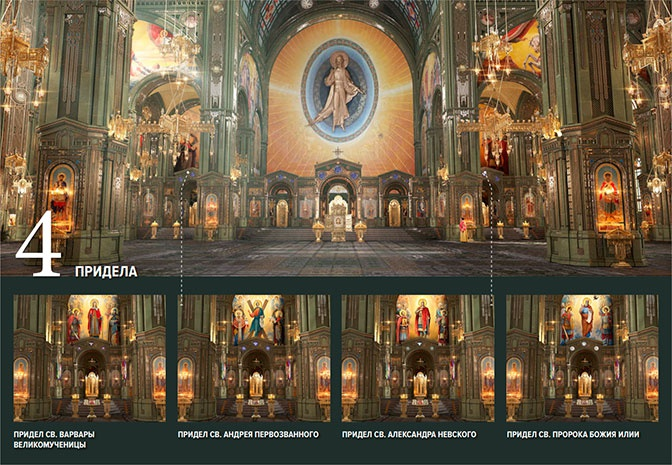 4 ПРИДЕЛА
ПРИДЕЛ СВ. ВАРВАРЫ
ВЕЛИКОМУЧЕНИЦЫ
ПРИДЕЛ СВ. АНДРЕЯ ПЕРВОЗВАННОГО
ПРИДЕЛ СВ. АЛЕКСАНДРА НЕВСКОГО
ПРИДЕЛ СВ. ПРОРОКА БОЖИЯ ИЛИИ